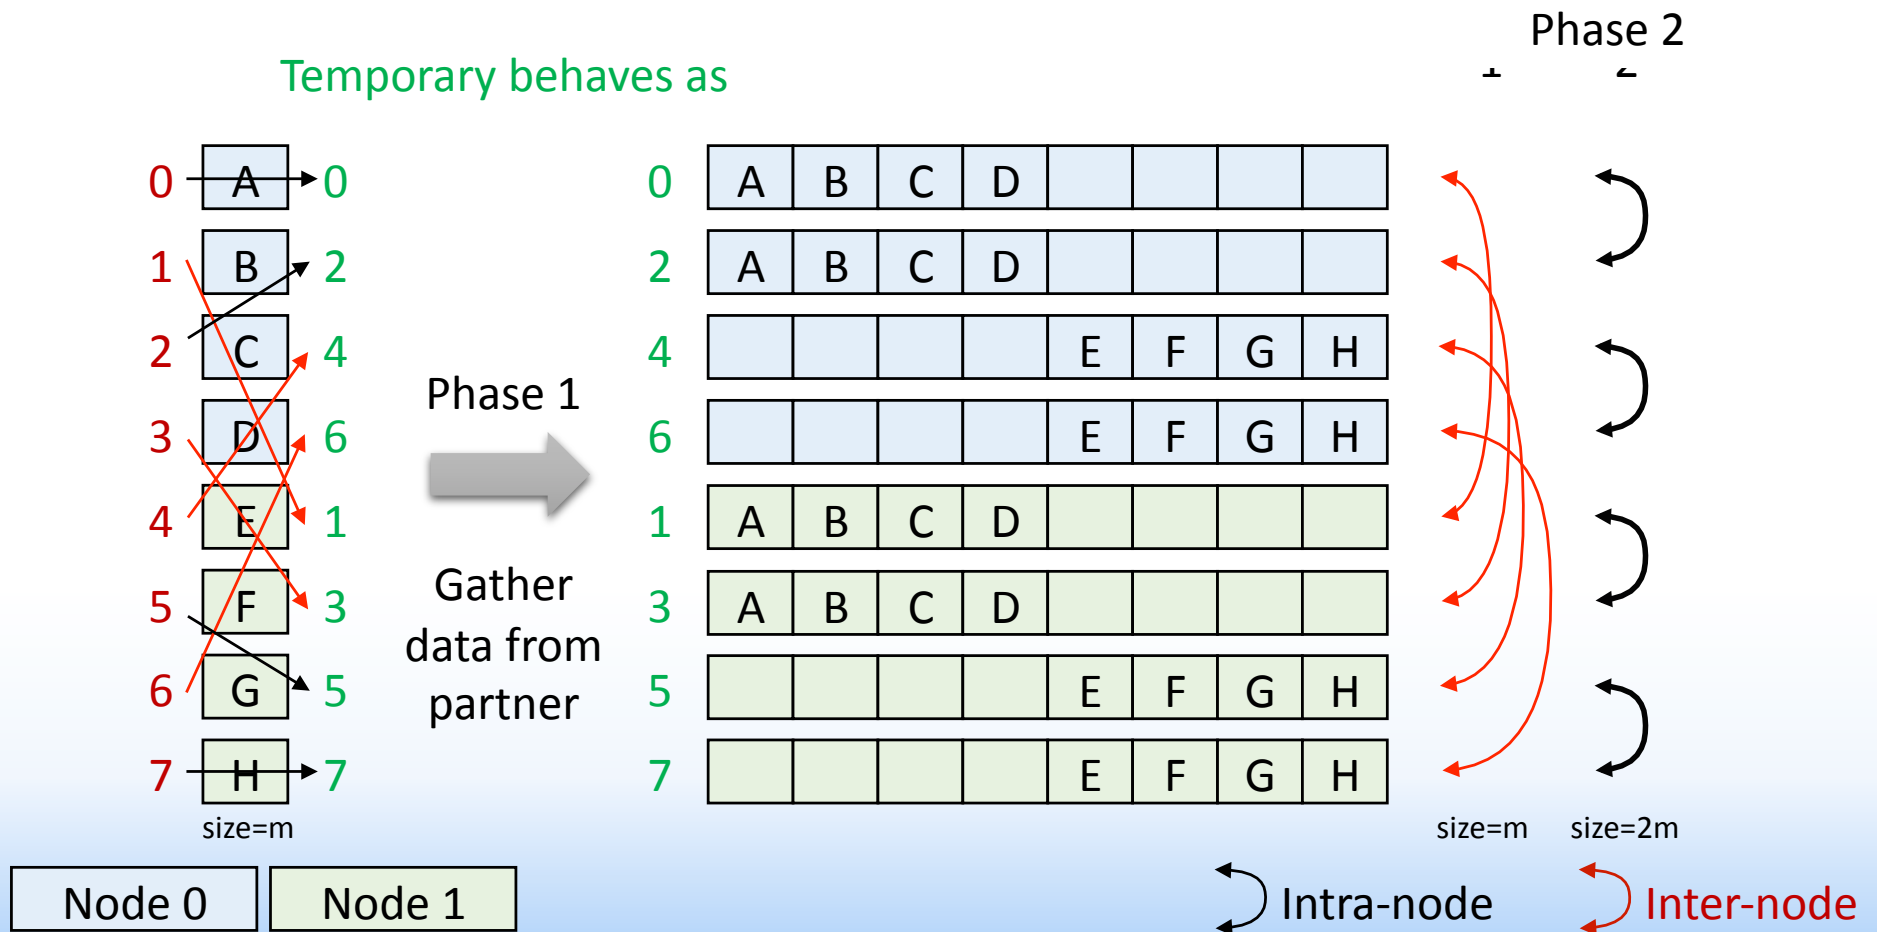 Phase 2
Temporary behaves as
0 A 0 0 A B C D
1 B 2 2 A B C D
2 C 4 4 E F G H
3 D 6 6 E F G H
Phase 1
4 E 1 1 A B C D
5 F 3 3 A B C D
Gather
data from
partner
6 G 5 5 E F G H
7 H 7 7 E F G H
size=m size=m size=2m
Node 0 Node 1 Intra-node Inter-node